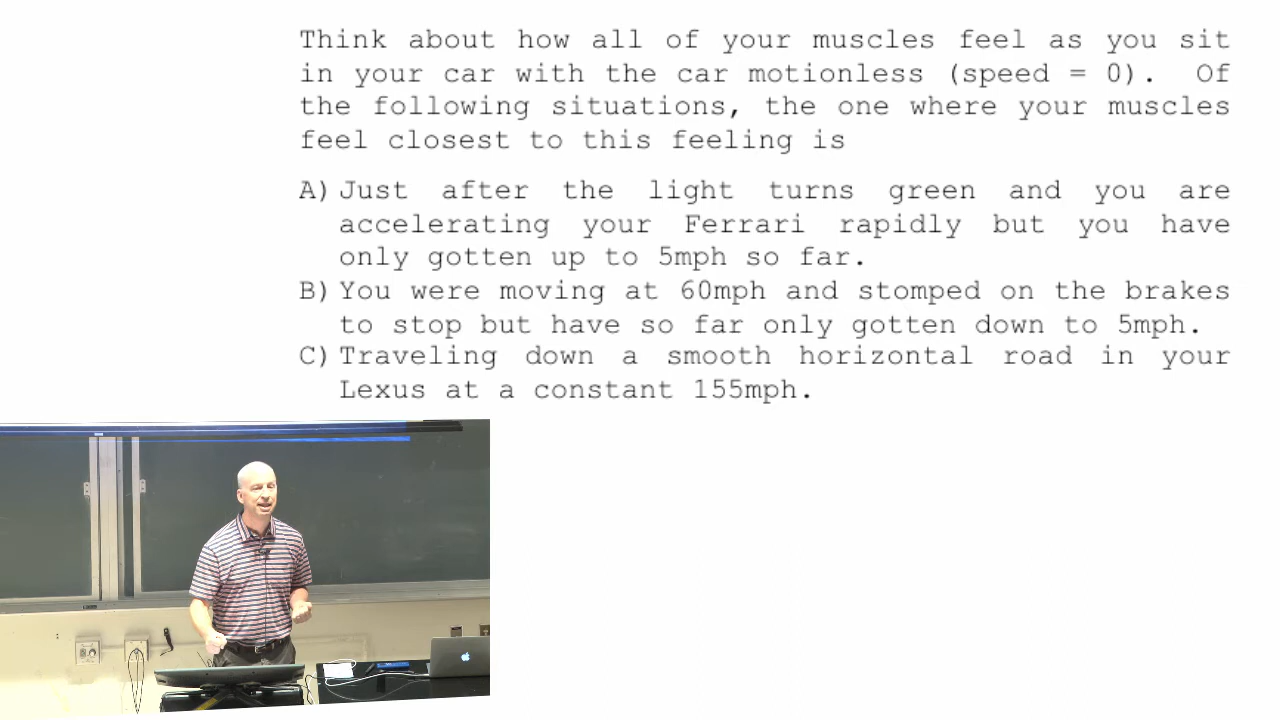 Think about how all of your muscles feel as you sit
in your car with the car motionless (speed = 0). Of
the following situations, the one where your muscles
feel closest to this feeling is
A) Just after the light turns green and you are
accelerating your Ferrari rapidly but you have
only gotten up to 5mph so far.
B) You were moving at 60mph and stomped on the brakes
to stop but have so far only gotten down to 5mph.
C) Traveling down a smooth horizontal road in your
Lexus at a constant 155mph.